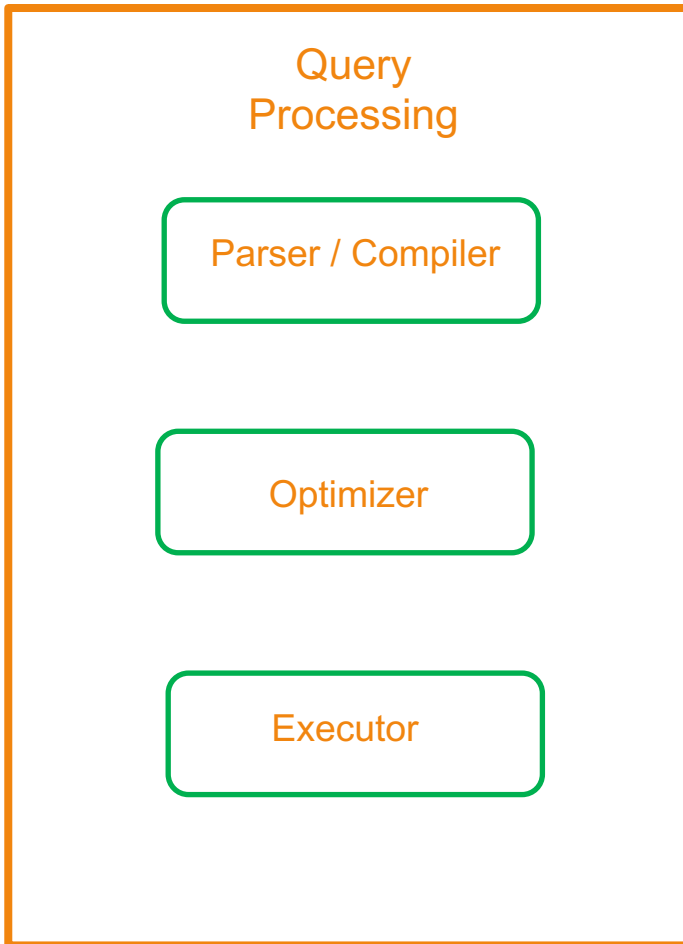 Query
Processing
Parser / Compiler
Optimizer
Executor